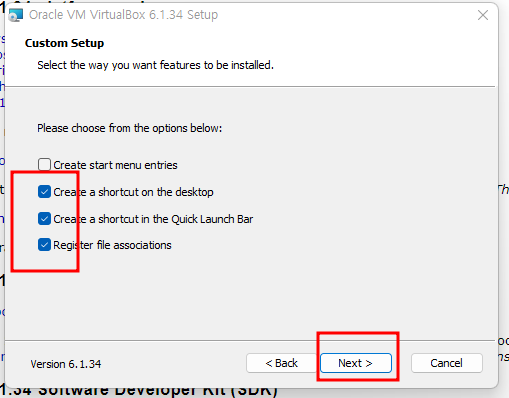 Oracle VM VirtualBox 6.1.34 Setup
Custom Setup
Select the way you want features to be installed.
Please choose from the options below:
Create start menu entries
Create a shortcut on the desktop
Create a shortcut in the Quick Launch Bar
Register file associations
Version 6.1.34
< Back
Next >
Cancel
1.34 Software Developer Kit (SDK)